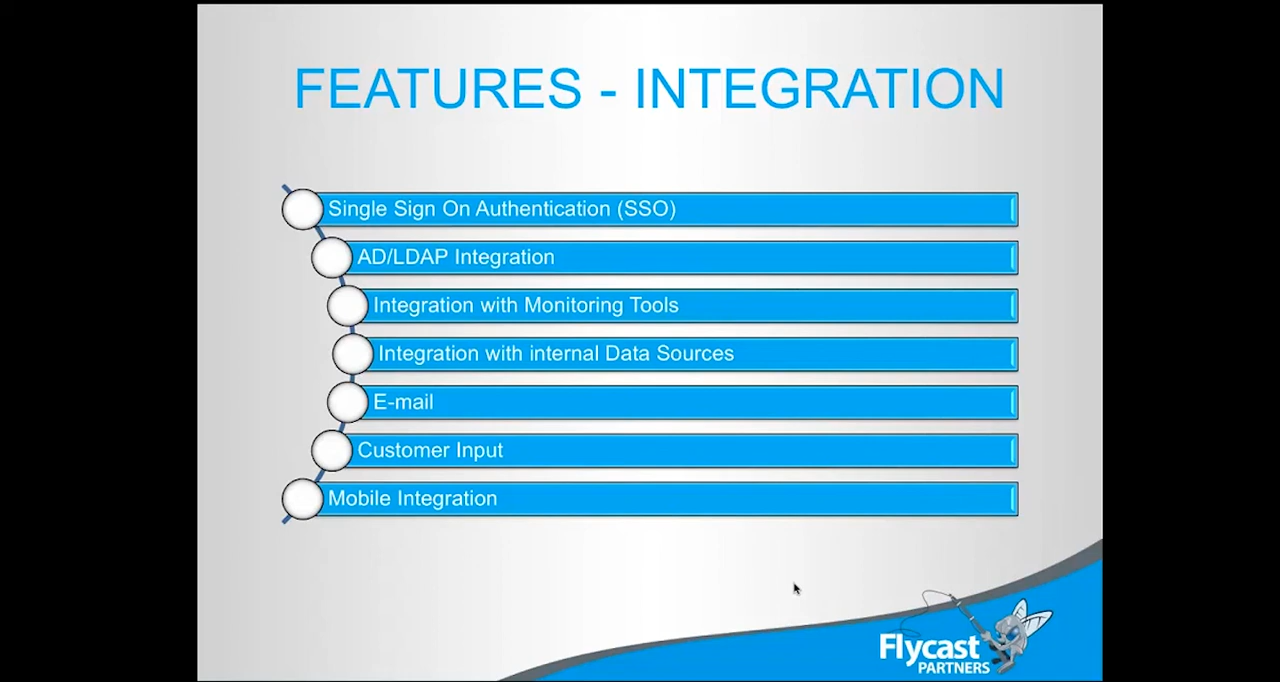 FEATURES - INTEGRATION
Single Sign On Authentication (SSO)
AD/LDAP Integration
Integration with Monitoring Tools
Integration with internal Data Sources
E-mail
Customer Input
Mobile Integration
Flycast
PARTNERS